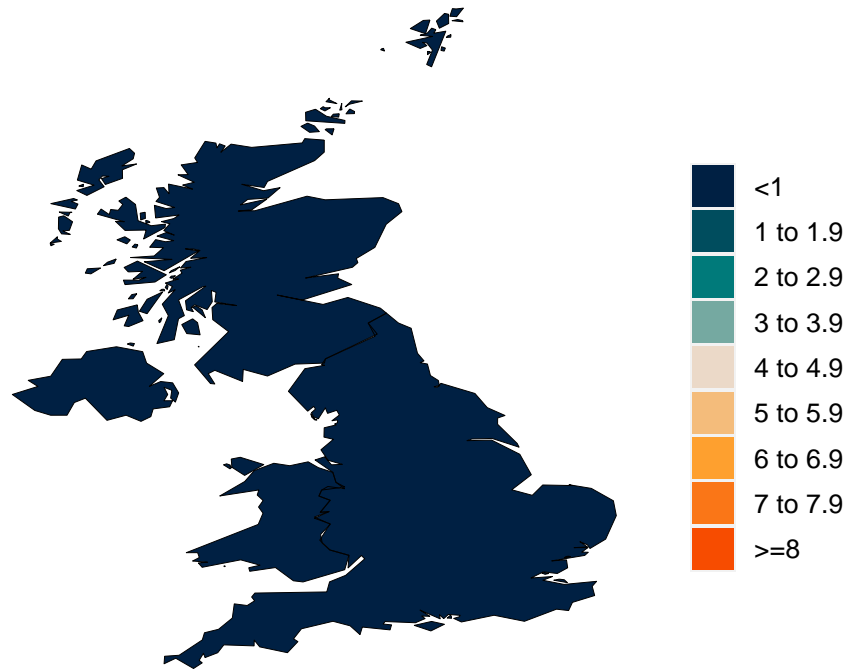 <1
1 to 1.9
2 to 2.9
3 to 3.9
4 to 4.9
5 to 5.9
6 to 6.9
7 to 7.9
>=8